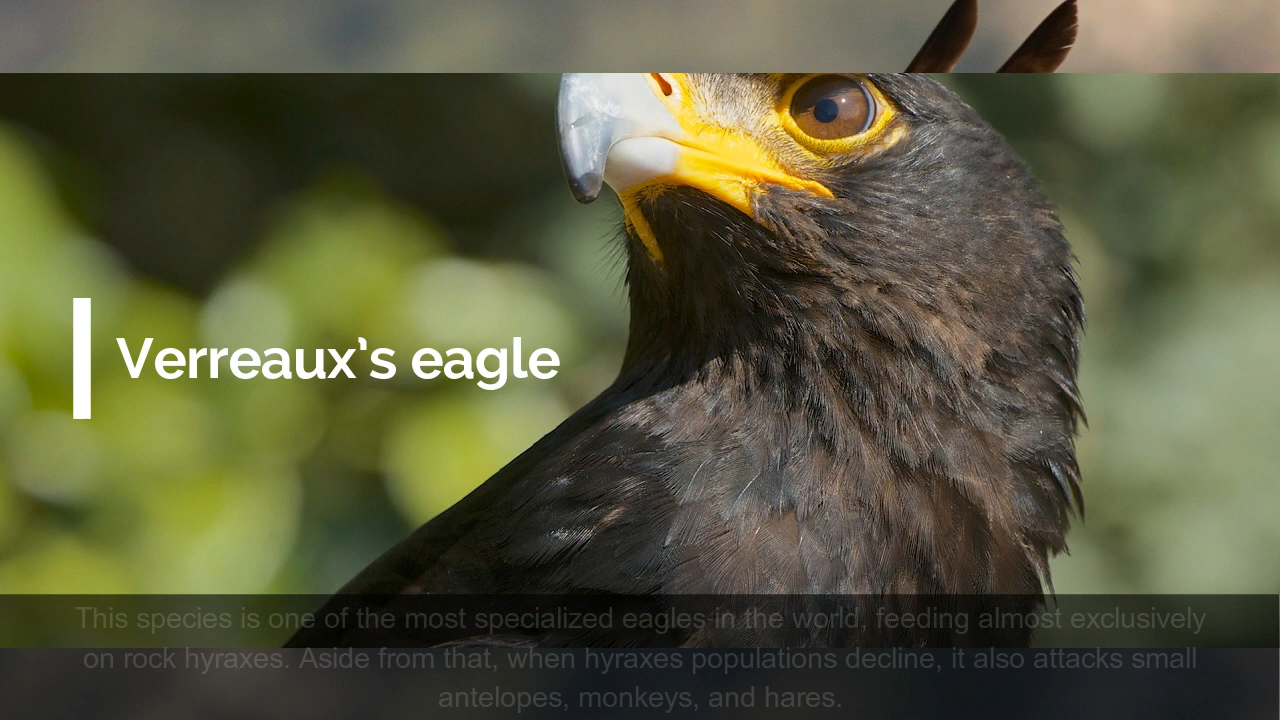 Verreaux's eagle
This species is one of the most specialized eagles in the world, feeding almost exclusively
on rock hyraxes. Aside from that, when hyraxes populations decline, it also attacks small
antelopes, monkeys, and hares.